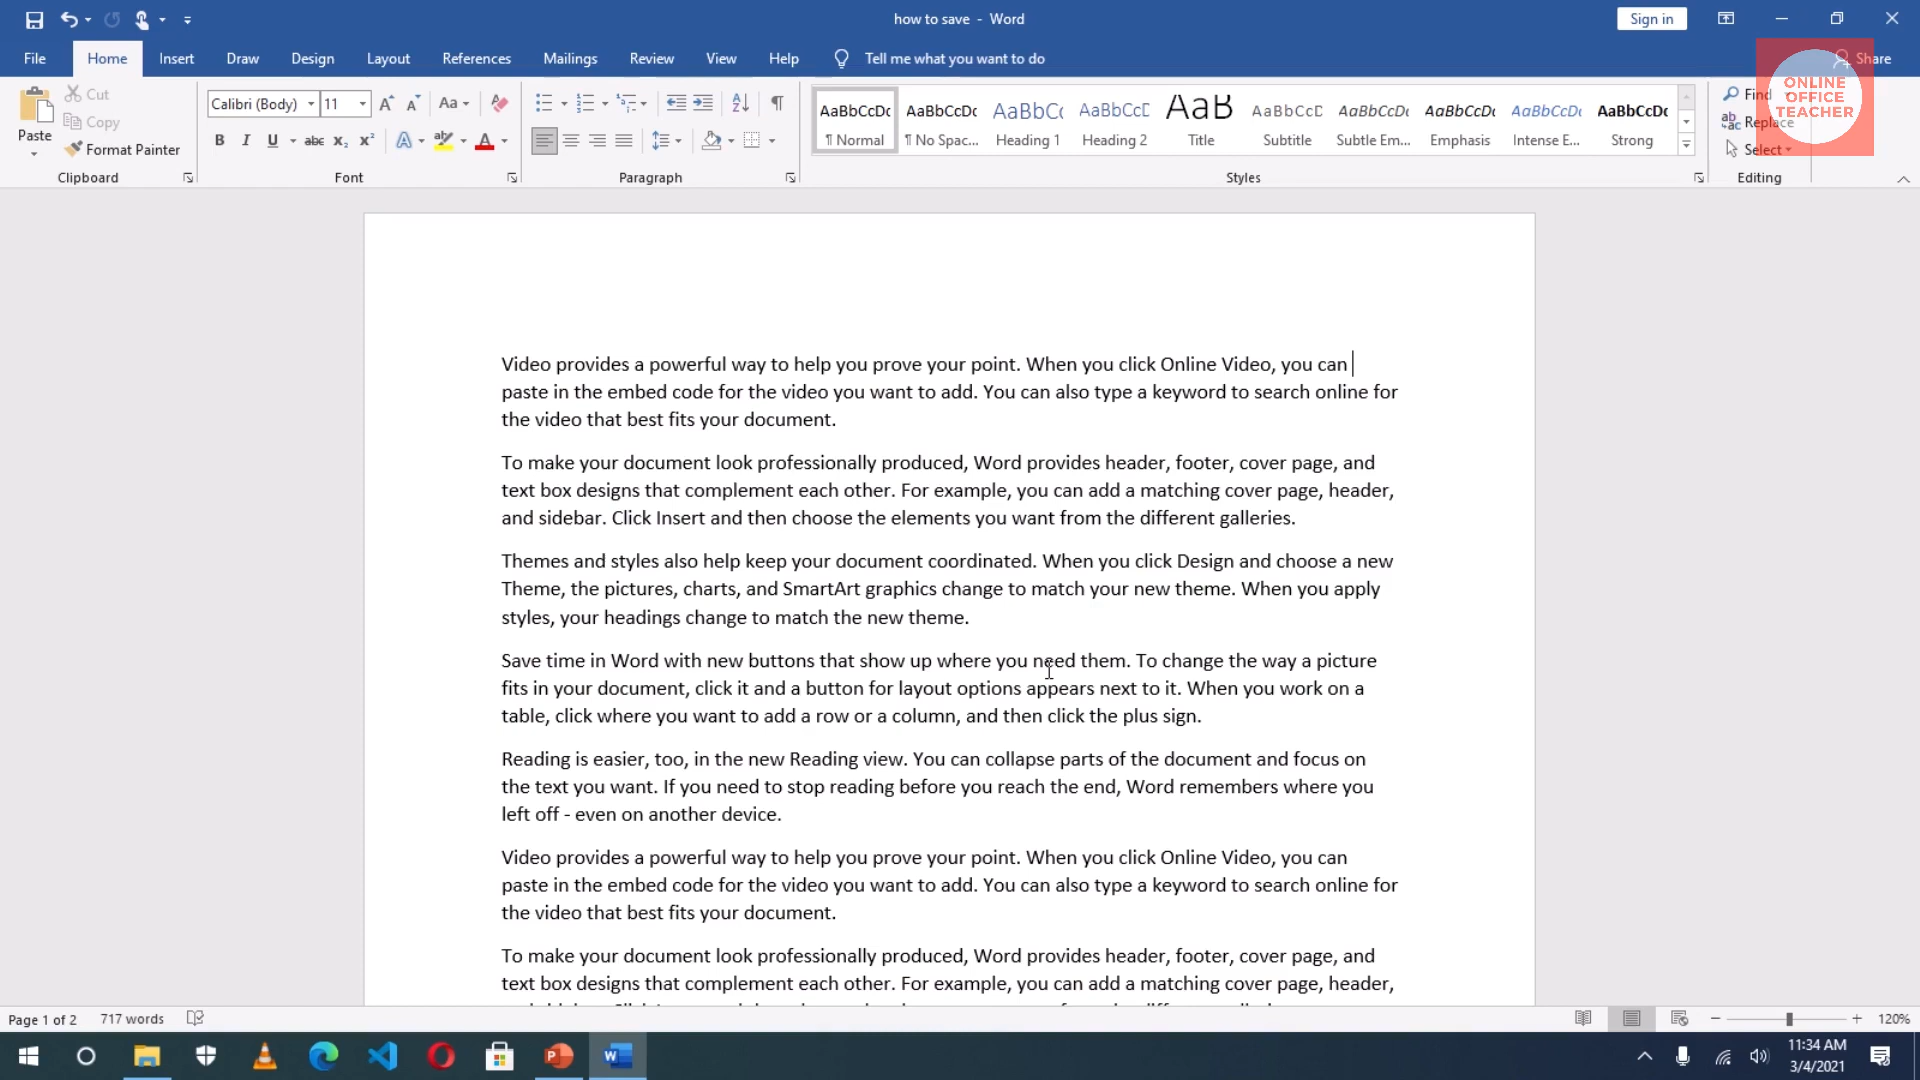 how to save - Word
Sign in
File Home Insert Draw Design Layout References Mailings Review View Help Tell me what you want to do Share
Cut
Copy
Paste
Format Painter
Clipboard
Calibri (Body) 11
Font
Paragraph
AaBbCcDc AaBbCcDc AaBbCc AaBbCcD AaB AaBbCcD AaBbCcDc AaBbCcDc AaBbCcDc AaBbCcDc
¶ Normal ¶ No Spac... Heading 1 Heading 2 Title Subtitle Subtle Em... Emphasis Intense E... Strong
Styles
Find
Replace
Select
Editing
ONLINE
OFFICE
TEACHER
Video provides a powerful way to help you prove your point. When you click Online Video, you can
paste in the embed code for the video you want to add. You can also type a keyword to search online for
the video that best fits your document.
To make your document look professionally produced, Word provides header, footer, cover page, and
text box designs that complement each other. For example, you can add a matching cover page, header,
and sidebar. Click Insert and then choose the elements you want from the different galleries.
Themes and styles also help keep your document coordinated. When you click Design and choose a new
Theme, the pictures, charts, and SmartArt graphics change to match your new theme. When you apply
styles, your headings change to match the new theme.
Save time in Word with new buttons that show up where you need them. To change the way a picture
fits in your document, click it and a button for layout options appears next to it. When you work on a
table, click where you want to add a row or a column, and then click the plus sign.
Reading is easier, too, in the new Reading view. You can collapse parts of the document and focus on
the text you want. If you need to stop reading before you reach the end, Word remembers where you
left off - even on another device.
Video provides a powerful way to help you prove your point. When you click Online Video, you can
paste in the embed code for the video you want to add. You can also type a keyword to search online for
the video that best fits your document.
To make your document look professionally produced, Word provides header, footer, cover page, and
text box designs that complement each other. For example, you can add a matching cover page, header,
Page 1 of 2 717 words
120%
11:34 AM
3/4/2021